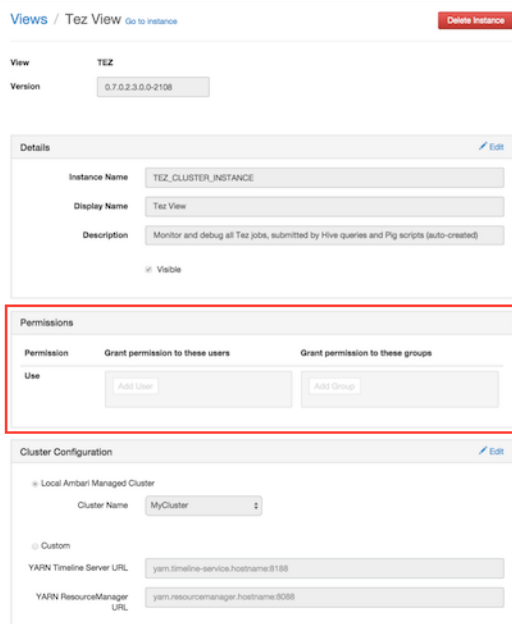 Views / Tez View Go to instance Delete Instance
View TEZ
Version 0.7.0.2.3.0.0-2108
Details Edit
Instance Name TEZ_CLUSTER_INSTANCE
Display Name Tez View
Description Monitor and debug all Tez jobs, submitted by Hive queries and Pig scripts (auto-created)
Visible
Permissions
Permission Grant permission to these users Grant permission to these groups
Use Add User Add Group
Cluster Configuration Edit
Local Ambari Managed Cluster
Cluster Name MyCluster
Custom
YARN Timeline Server URL yarn.timeline-service.hostname:8188
YARN ResourceManager yarn.resourcemanager.hostname:8088
URL